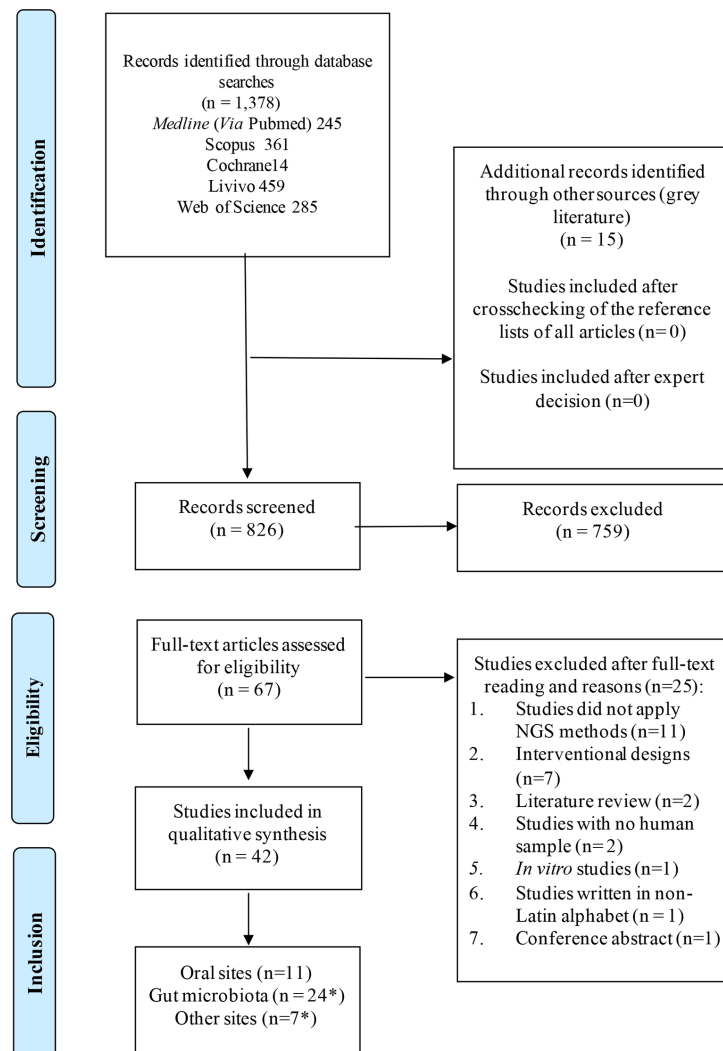 Identification
Records identified through database
searches
(n = 1,378)
Medline (Via Pubmed) 245
Scopus 361
Cochrane14
Livivo 459
Web of Science 285
Additional records identified
through other sources (grey
literature)
(n = 15)
Studies included after
crosschecking of the reference
lists of all articles (n= 0)
Studies included after expert
decision (n=0)
Screening
Records screened
(n = 826)
Records excluded
(n = 759)
Eligibility
Full-text articles assessed
for eligibility
(n = 67)
Studies excluded after full-text
reading and reasons (n=25):
1. Studies did not apply
NGS methods (n=11)
2. Interventional designs
(n=7)
3. Literature review (n=2)
4. Studies with no human
sample (n=2)
5. In vitro studies (n=1)
6. Studies written in non-
Latin alphabet (n = 1)
7. Conference abstract (n=1)
Studies included in
qualitative synthesis
(n = 42)
Inclusion
Oral sites (n=11)
Gut microbiota (n = 24*)
Other sites (n=7*)